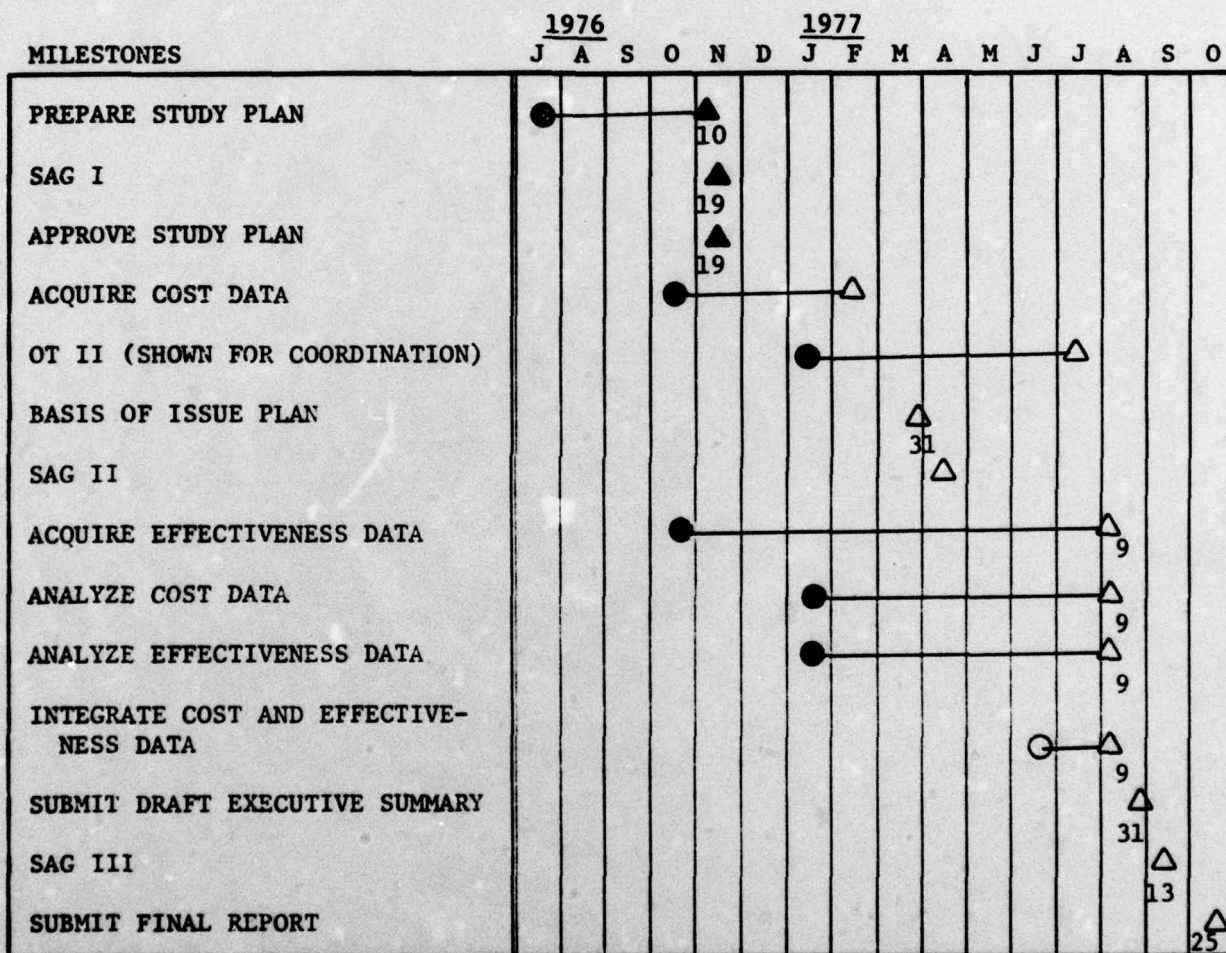 1976 1977
MILESTONES J A S O N D J F M A M J J A S O
PREPARE STUDY PLAN
10
SAG I
19
APPROVE STUDY PLAN
19
ACQUIRE COST DATA
OT II (SHOWN FOR COORDINATION)
BASIS OF ISSUE PLAN
31
SAG II
ACQUIRE EFFECTIVENESS DATA
9
ANALYZE COST DATA
9
ANALYZE EFFECTIVENESS DATA
9
INTEGRATE COST AND EFFECTIVE-
NESS DATA
9
SUBMIT DRAFT EXECUTIVE SUMMARY
31
SAG III
13
SUBMIT FINAL REPORT
25